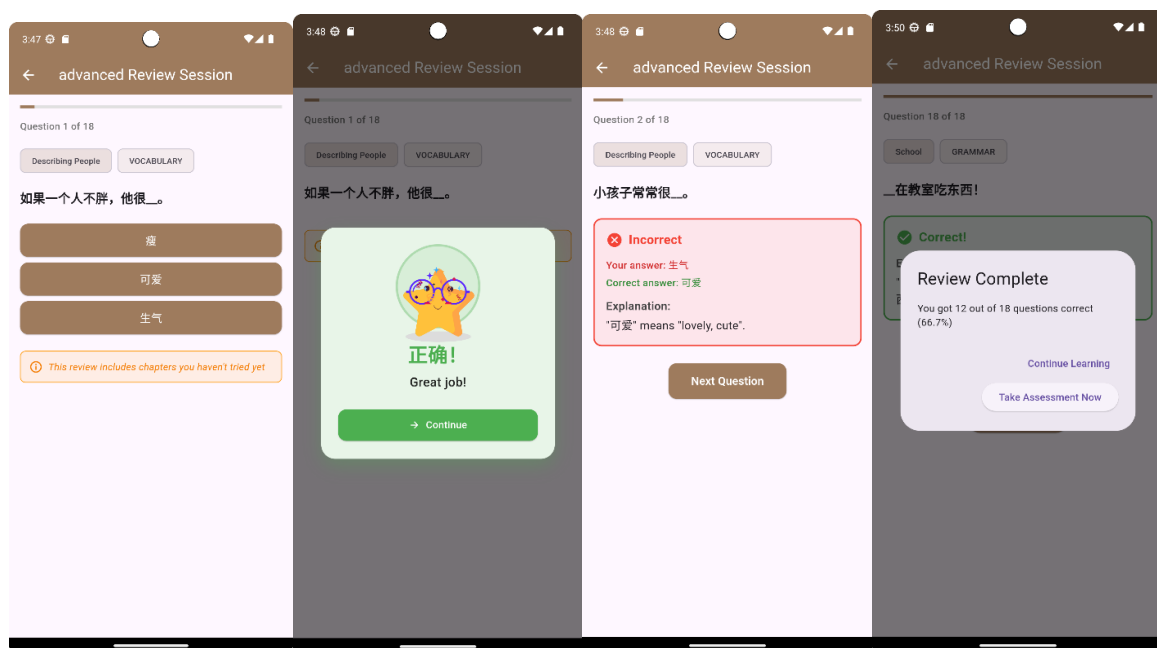 3:47
advanced Review Session
Question 1 of 18
Describing People
VOCABULARY
如果一个人不胖，他很__。
瘦
可爱
生气
This review includes chapters you haven't tried yet
3:48
advanced Review Session
Question 1 of 18
Describing People
VOCABULARY
如果一个人不胖，他很__。
正确！
Great job!
→ Continue
3:48
advanced Review Session
Question 2 of 18
Describing People
VOCABULARY
小孩子常常很__。
Incorrect
Your answer: 生气
Correct answer: 可爱
Explanation:
"可爱" means "lovely, cute".
Next Question
3:50
advanced Review Session
Question 18 of 18
School
GRAMMAR
__在教室吃东西！
Correct!
Review Complete
You got 12 out of 18 questions correct
(66.7%)
Continue Learning
Take Assessment Now